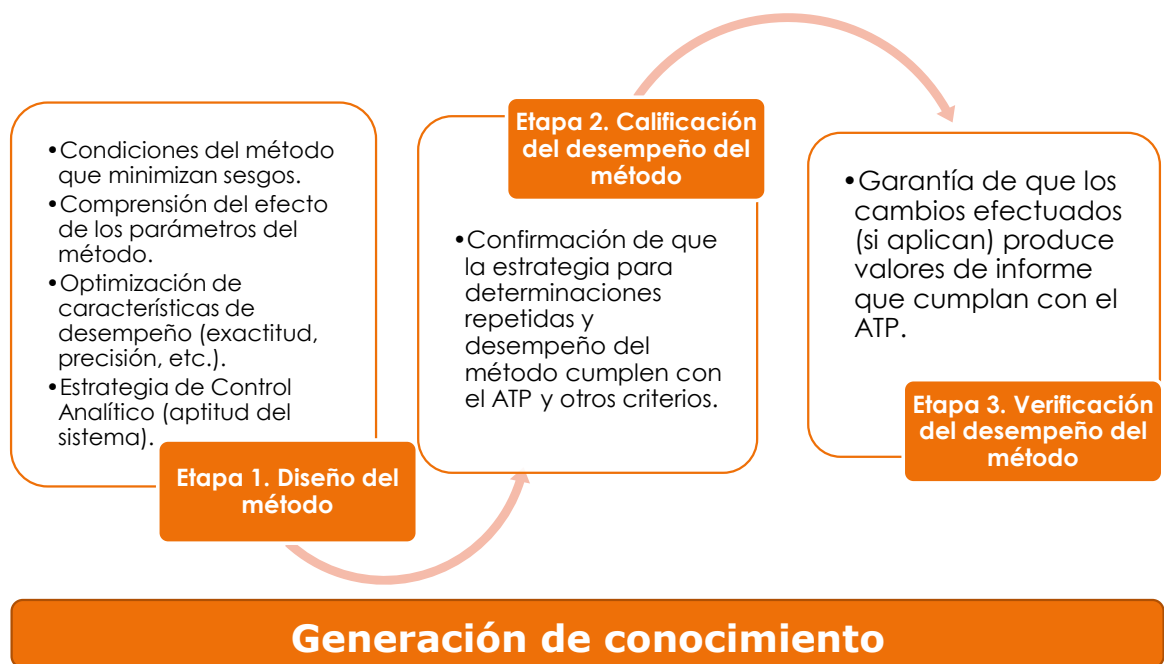 •Condiciones del método
que minimizan sesgos.
•Comprensión del efecto
de los parámetros del
método.
•Optimización de
características de
desempeño (exactitud,
precisión, etc.).
•Estrategia de Control
Analítico (aptitud del
sistema).
Etapa 1. Diseño del
método
Etapa 2. Calificación
del desempeño del
método
•Confirmación de que
la estrategia para
determinaciones
repetidas y
desempeño del
método cumplen con
el ATP y otros criterios.
•Garantía de que los
cambios efectuados
(si aplican) produce
valores de informe
que cumplan con el
ATP.
Etapa 3. Verificación
del desempeño del
método
Generación de conocimiento